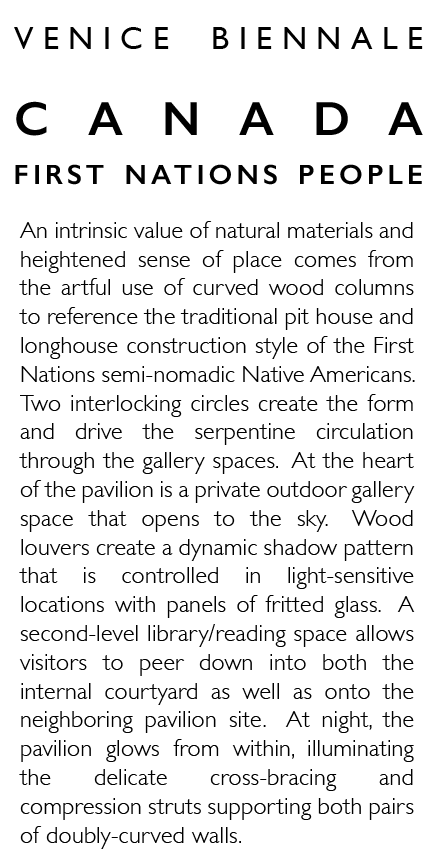 VENICE BIENNALE
CANADA
FIRST NATIONS PEOPLE
An intrinsic value of natural materials and
heightened sense of place comes from
the artful use of curved wood columns
to reference the traditional pit house and
longhouse construction style of the First
Nations semi-nomadic Native Americans.
Two interlocking circles create the form
and drive the serpentine circulation
through the gallery spaces. At the heart
of the pavilion is a private outdoor gallery
space that opens to the sky. Wood
louvers create a dynamic shadow pattern
that is controlled in light-sensitive
locations with panels of fritted glass. A
second-level library/reading space allows
visitors to peer down into both the
internal courtyard as well as onto the
neighboring pavilion site. At night, the
pavilion glows from within, illuminating
the delicate cross-bracing and
compression struts supporting both pairs
of doubly-curved walls.